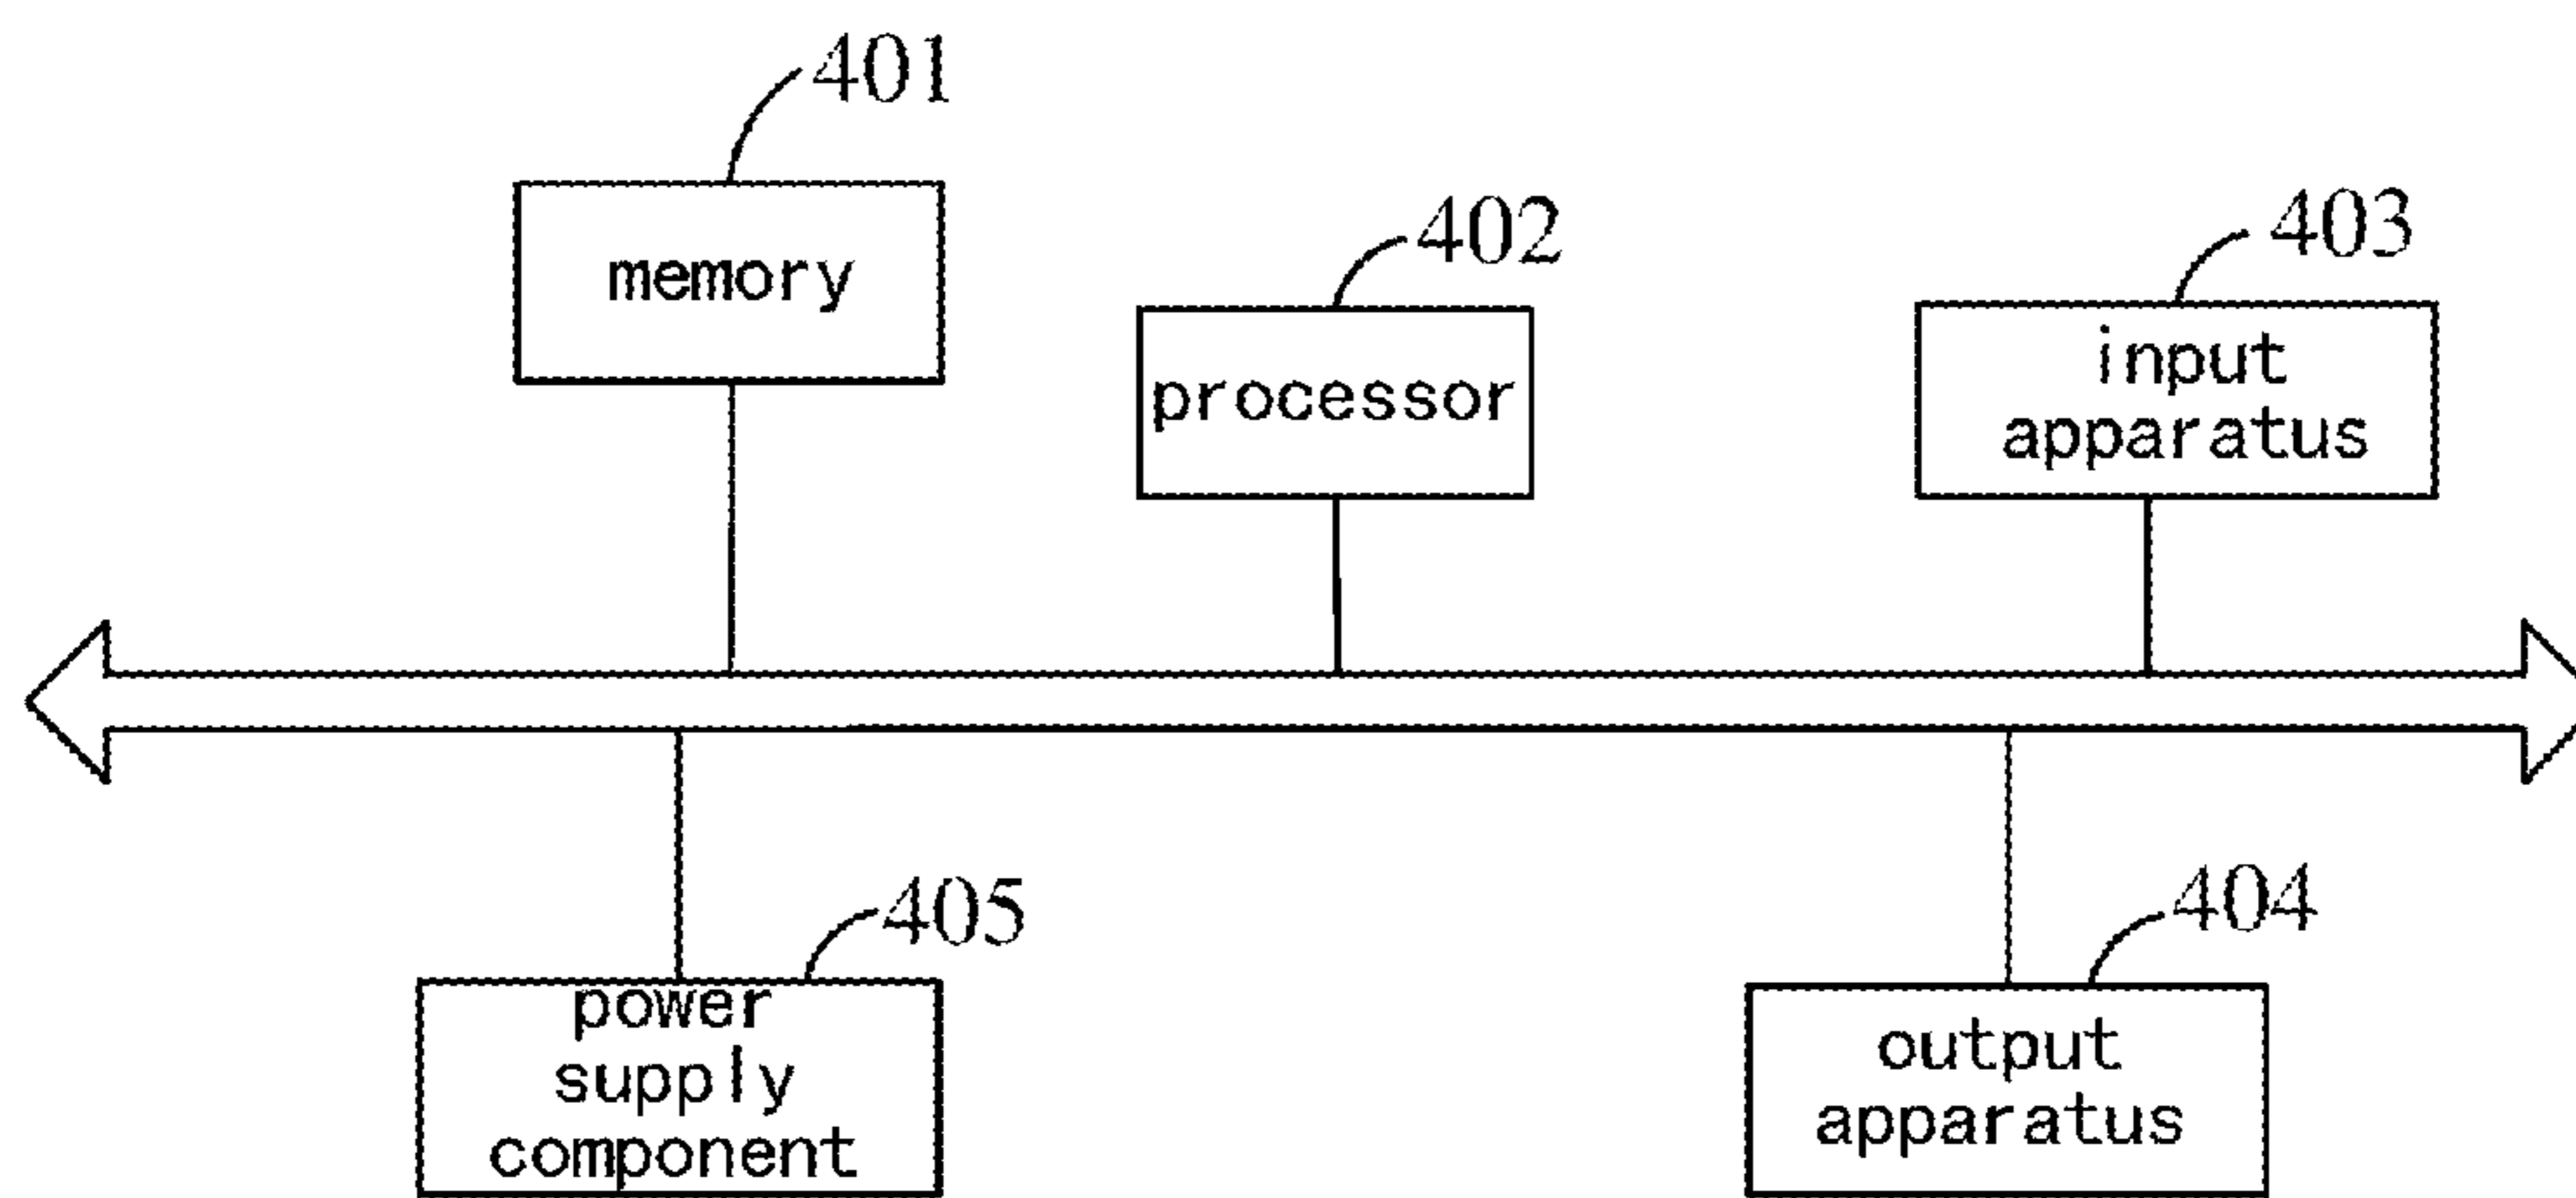 401
memory
402
processor
403
input
apparatus
405
power
supply
component
404
output
apparatus